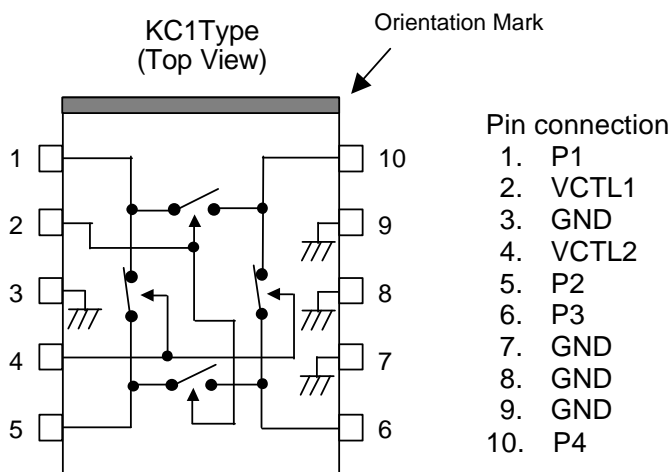 KC1Type
(Top View)
Orientation Mark
1
2
3
4
5
10
9
8
7
6
Pin connection
1. P1
2. VCTL1
3. GND
4. VCTL2
5. P2
6. P3
7. GND
8. GND
9. GND
10. P4